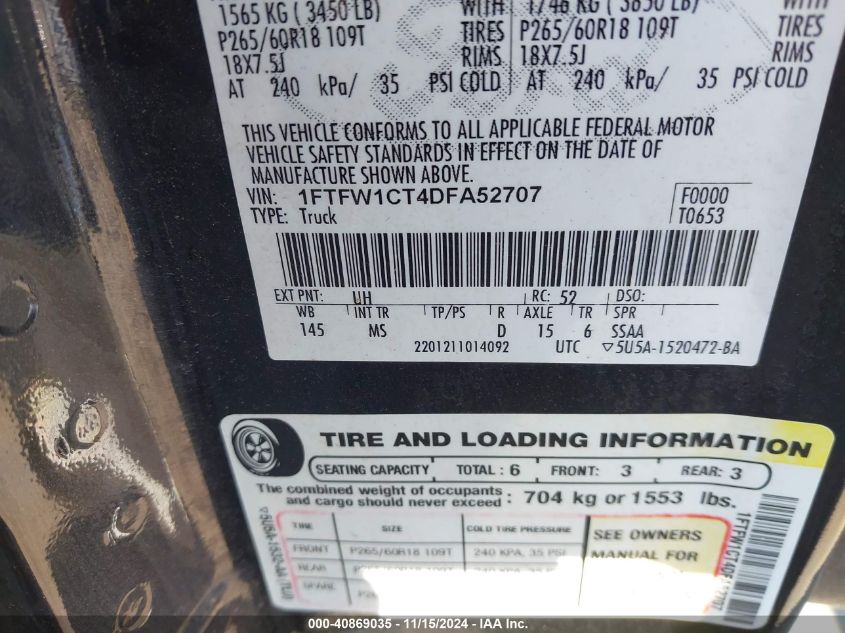 1565 KG ( 3450 LB) WITH 1746 KG ( 3850 LB) WITH
P265/60R18 109T TIRES P265/60R18 109T TIRES
18X7.5J RIMS 18X7.5J RIMS
AT 240 kPa/ 35 PSI COLD AT 240 kPa/ 35 PSI COLD
THIS VEHICLE CONFORMS TO ALL APPLICABLE FEDERAL MOTOR
VEHICLE SAFETY STANDARDS IN EFFECT ON THE DATE OF
MANUFACTURE SHOWN ABOVE.
VIN: 1FTFW1CT4DFA52707 F0000
TYPE: Truck T0653
EXT PNT: UH RC: 52 DSO:
WB INT TR TP/PS R AXLE TR SPR
145 MS D 15 6 SSAA
2201211014092 UTC ▽5U5A-1520472-BA
TIRE AND LOADING INFORMATION
SEATING CAPACITY TOTAL : 6 FRONT: 3 REAR: 3
The combined weight of occupants
and cargo should never exceed : 704 kg or 1553 lbs.
TIRE SIZE COLD TIRE PRESSURE
FRONT P265/60R18 109T 240 KPA, 35 PSI
REAR
SPARE
SEE OWNERS
MANUAL FOR
000-40869035 - 11/15/2024 - IAA Inc.